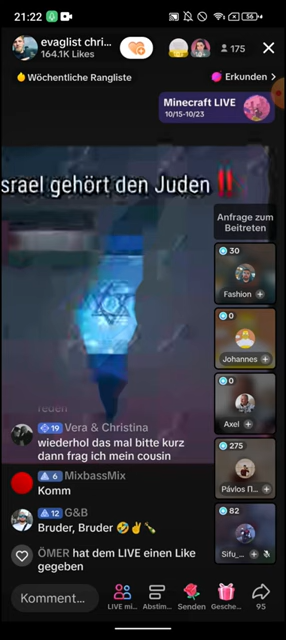 21:22
56
evaglist chri...
164.1K Likes
175
Wöchentliche Rangliste
Erkunden
Minecraft LIVE
10/15-10/23
srael gehört den Juden ‼️
Anfrage zum
Beitreten
30
Fashion
0
Johannes
0
Axel
275
Pávlos Π...
82
Sifu_...
reden
19 Vera & Christina
wiederhol das mal bitte kurz
dann frag ich mein cousin
6 MixbassMix
Komm
12 G&B
Bruder, Bruder 🤣✌️🍾
ÖMER hat dem LIVE einen Like
gegeben
Komment...
LIVE mi...
Abstim...
Senden
Gesche...
95